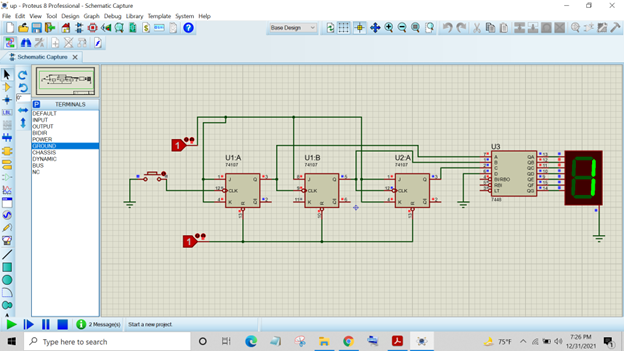 up - Proteus 8 Professional - Schematic Capture
File Edit View Tool Design Graph Debug Library Template System Help
Base Design
Schematic Capture
0°
P TERMINALS
DEFAULT
INPUT
OUTPUT
BIDIR
POWER
GROUND
CHASSIS
DYNAMIC
BUS
NC
U1:A
74107
J
Q
CLK
K
U1:B
74107
J
Q
CLK
K
U2:A
74107
J
Q
CLK
K
U3
A
B
C
D
BI/RBO
RBI
LT
QA
QB
QC
QD
QE
QF
QG
7448
1
1
2 Message(s)
Start a new project
Type here to search
75°F
7:26 PM
12/31/2021